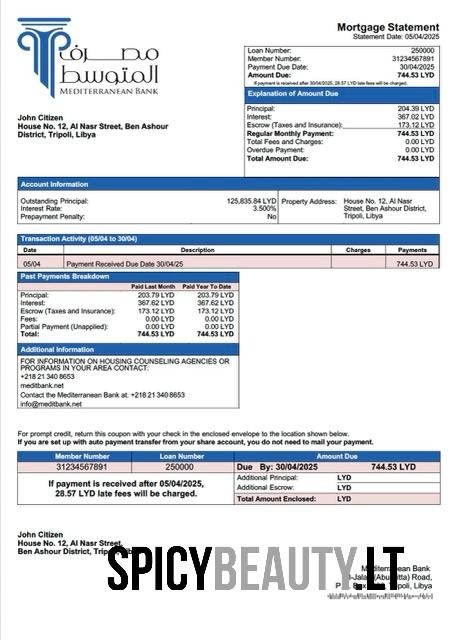 مصرف
المتوسط
MEDITERRANEAN BANK
Mortgage Statement
Statement Date: 05/04/2025
Loan Number: 250000
Member Number: 31234567891
Payment Due Date: 30/04/2025
Amount Due: 744.53 LYD
If payment is received after 30/04/2025, 28.57 LYD late fees will be charged.
Explanation of Amount Due
Principal: 204.39 LYD
Interest: 367.02 LYD
Escrow (Taxes and Insurance): 173.12 LYD
Regular Monthly Payment: 744.53 LYD
Total Fees and Charges: 0.00 LYD
Overdue Payment: 0.00 LYD
Total Amount Due: 744.53 LYD
John Citizen
House No. 12, Al Nasr Street, Ben Ashour
District, Tripoli, Libya
Account Information
Outstanding Principal: 125,835.84 LYD
Interest Rate: 3.500%
Prepayment Penalty: No
Property Address: House No. 12, Al Nasr
Street, Ben Ashour District,
Tripoli, Libya
Transaction Activity (05/04 to 30/04)
Date Description Charges Payments
05/04 Payment Received Due Date 30/04/25 744.53 LYD
Past Payments Breakdown
Paid Last Month Paid Year To Date
Principal: 203.79 LYD 203.79 LYD
Interest: 367.62 LYD 367.62 LYD
Escrow (Taxes and Insurance): 173.12 LYD 173.12 LYD
Fees: 0.00 LYD 0.00 LYD
Partial Payment (Unapplied): 0.00 LYD 0.00 LYD
Total: 744.53 LYD 744.53 LYD
Additional Information
FOR INFORMATION ON HOUSING COUNSELING AGENCIES OR
PROGRAMS IN YOUR AREA CONTACT:
+218 21 340 8653
meditbank.net
Contact the Mediterranean Bank at: +218 21 340 8653
info@meditbank.net
For prompt credit, return this coupon with your check in the enclosed envelope to the location shown below.
If you are set up with auto payment transfer from your share account, you do not need to mail your payment.
Member Number Loan Number Amount Due
31234567891 250000 Due By: 30/04/2025 744.53 LYD
If payment is received after 05/04/2025,
28.57 LYD late fees will be charged.
Additional Principal: LYD
Additional Escrow: LYD
Total Amount Enclosed: LYD
John Citizen
House No. 12, Al Nasr Street,
Ben Ashour District,
SPICYBEAUTY.LT
Bank
Road,
Tripoli, Libya